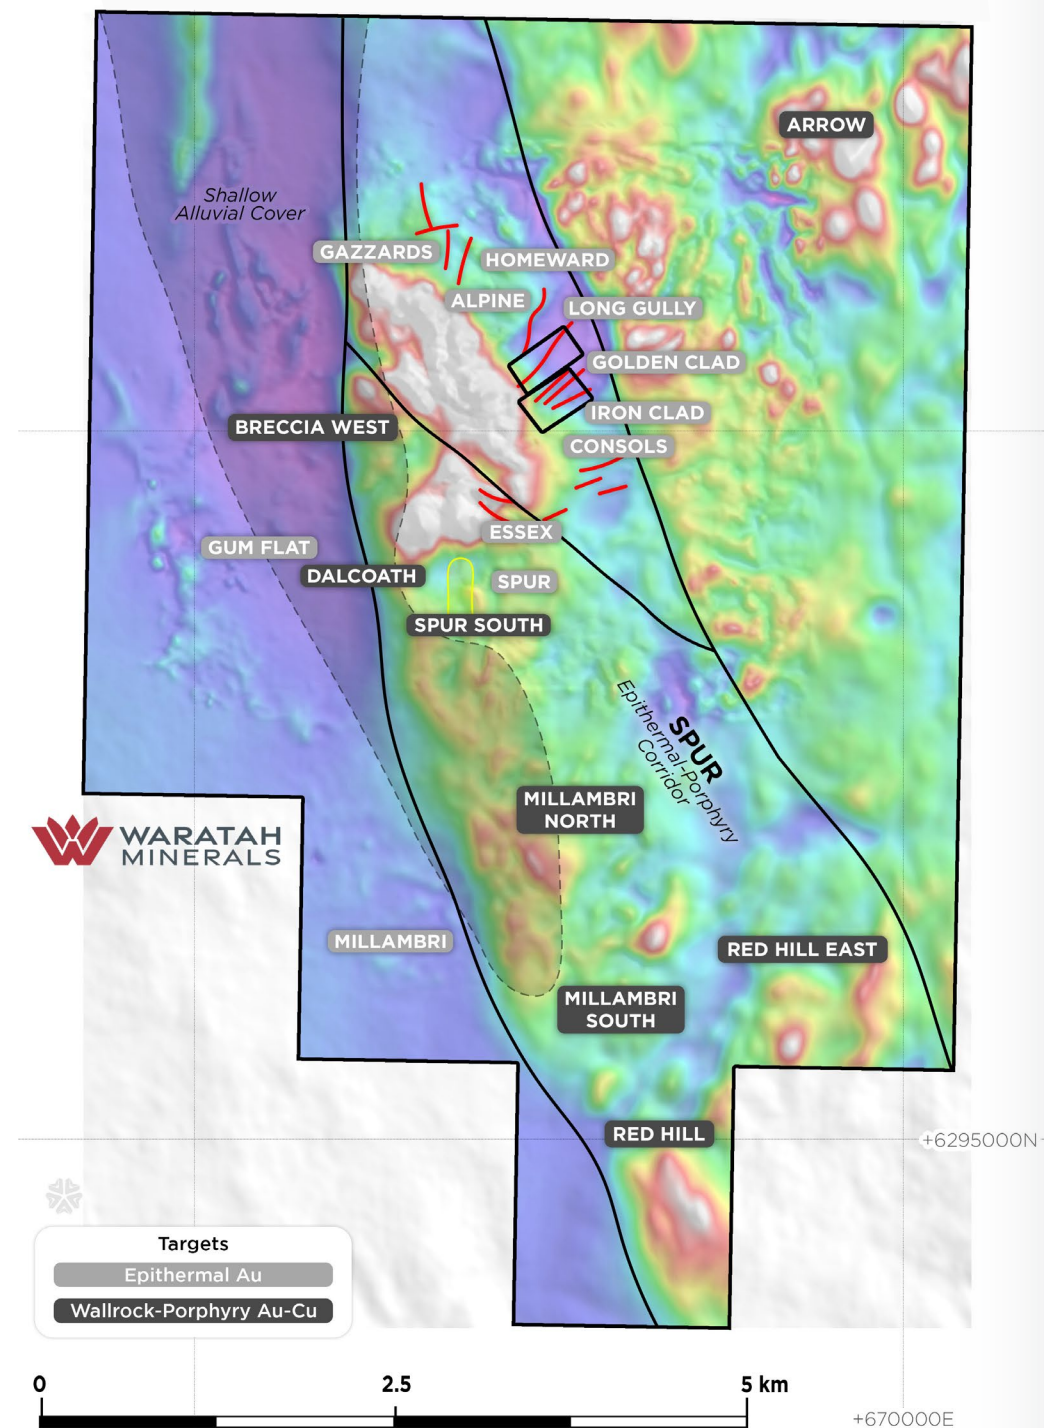 ARROW
Shallow
Alluvial Cover
GAZZARDS
HOMEWARD
ALPINE
LONG GULLY
GOLDEN CLAD
IRON CLAD
BRECCIA WEST
CONSOLS
ESSEX
GUM FLAT
DALCOATH
SPUR
SPUR SOUTH
SPUR
Epithermal-Porphyry
Corridor
MILLAMBRI
NORTH
WARATAH
MINERALS
MILLAMBRI
RED HILL EAST
MILLAMBRI
SOUTH
RED HILL
+6295000N
Targets
Epithermal Au
Wallrock-Porphyry Au-Cu
0
2.5
5 km
+670000E